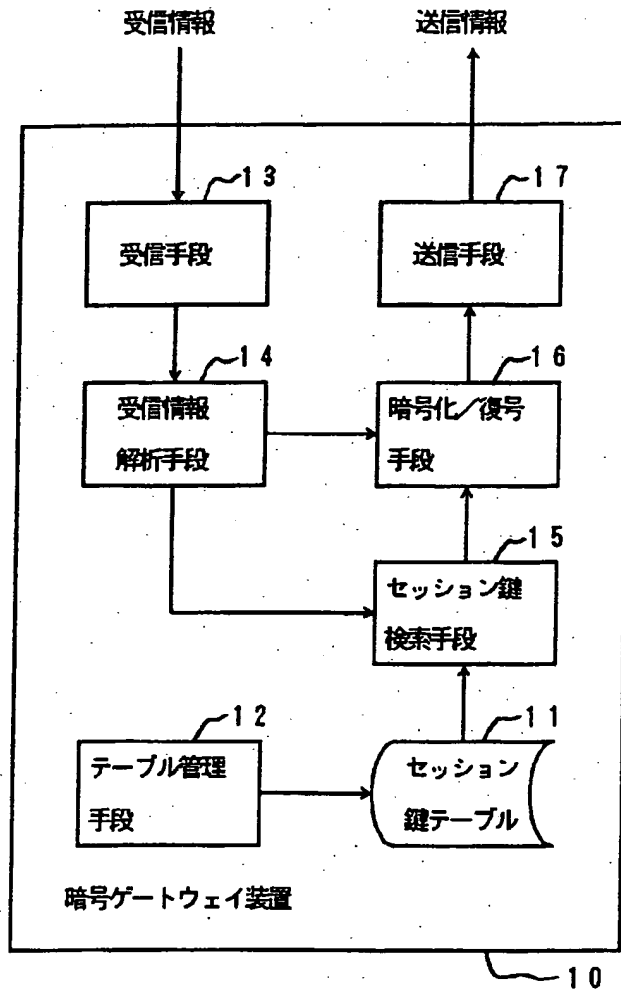 受信情報
送信情報
13
17
受信手段
送信手段
14
16
受信情報
解析手段
暗号化／復号
手段
15
セッション鍵
検索手段
12
11
テーブル管理
手段
セッション
鍵テーブル
暗号ゲートウェイ装置
10